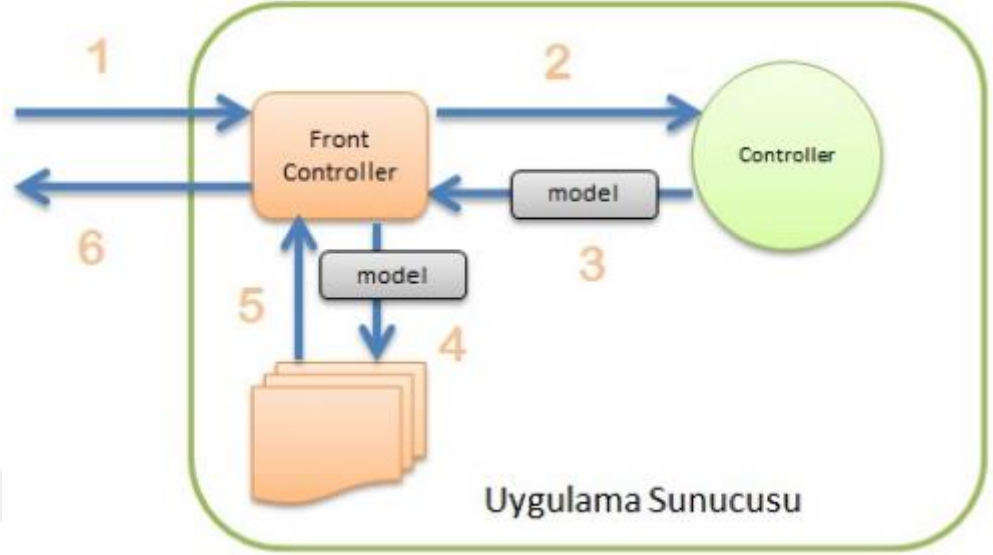 1
2
Front
Controller
Controller
model
6
3
model
5
4
Uygulama Sunucusu